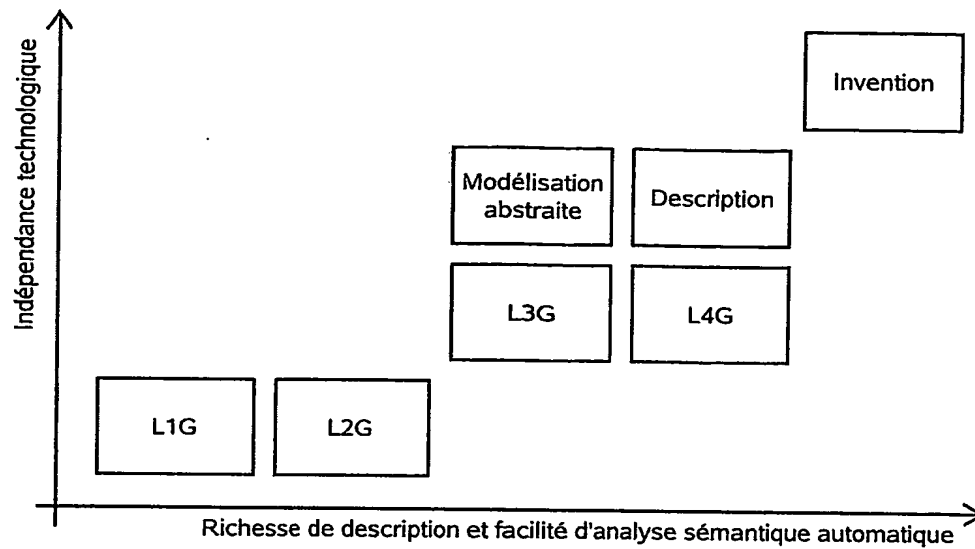 Indépendance technologique
Invention
Modélisation
abstraite
Description
L3G
L4G
L1G
L2G
Richesse de description et facilité d'analyse sémantique automatique